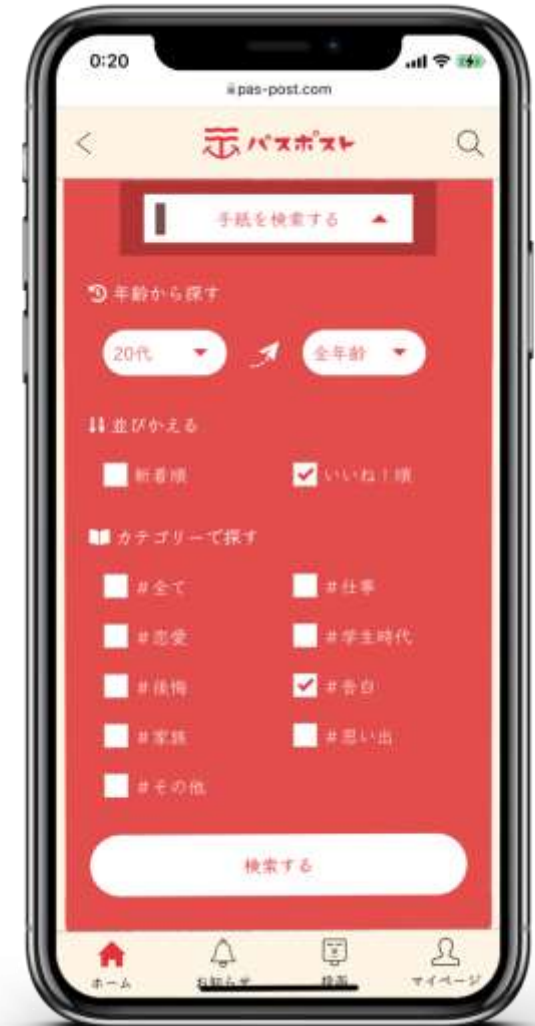 0:20
pas-post.com
パスポスト
手紙を検索する
年齢から探す
20代
全年齢
並びかえる
新着順
いいね！順
カテゴリーで探す
#全て
#仕事
#恋愛
#学生時代
#後悔
#告白
#家族
#思い出
#その他
検索する
ホーム
お知らせ
投函
マイページ